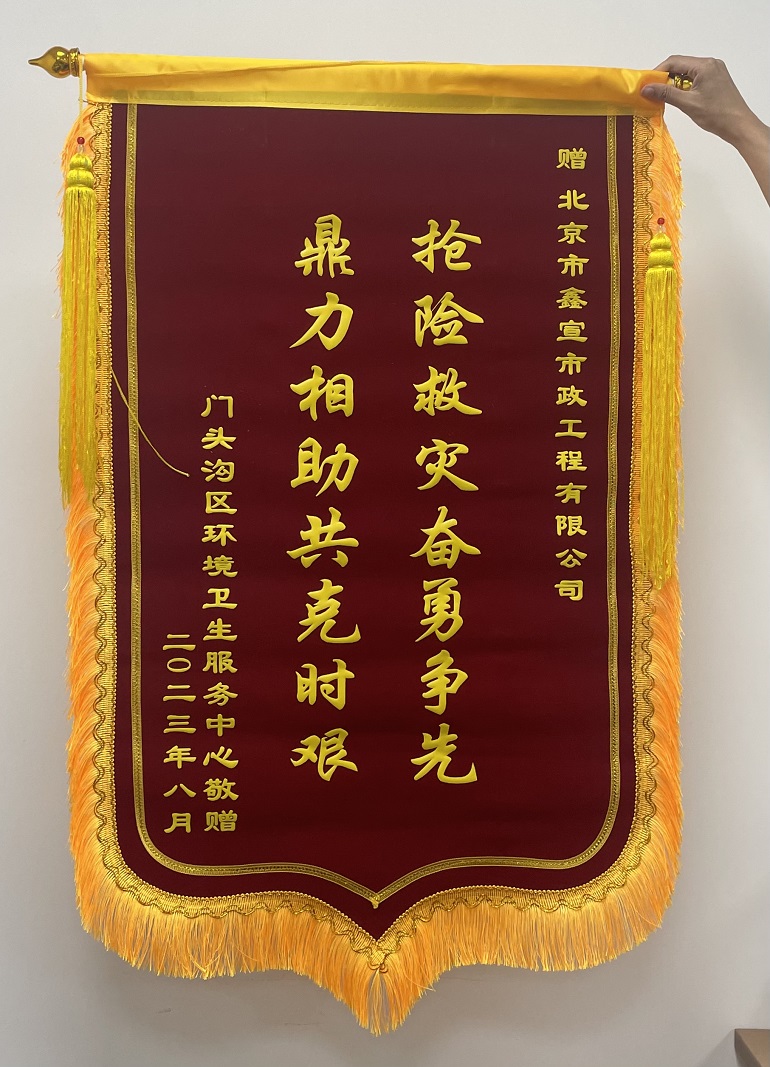 赠 北京市鑫宣市政工程有限公司
抢险救灾奋勇争先
鼎力相助共克时艰
门头沟区环境卫生服务中心敬赠
二〇二三年八月